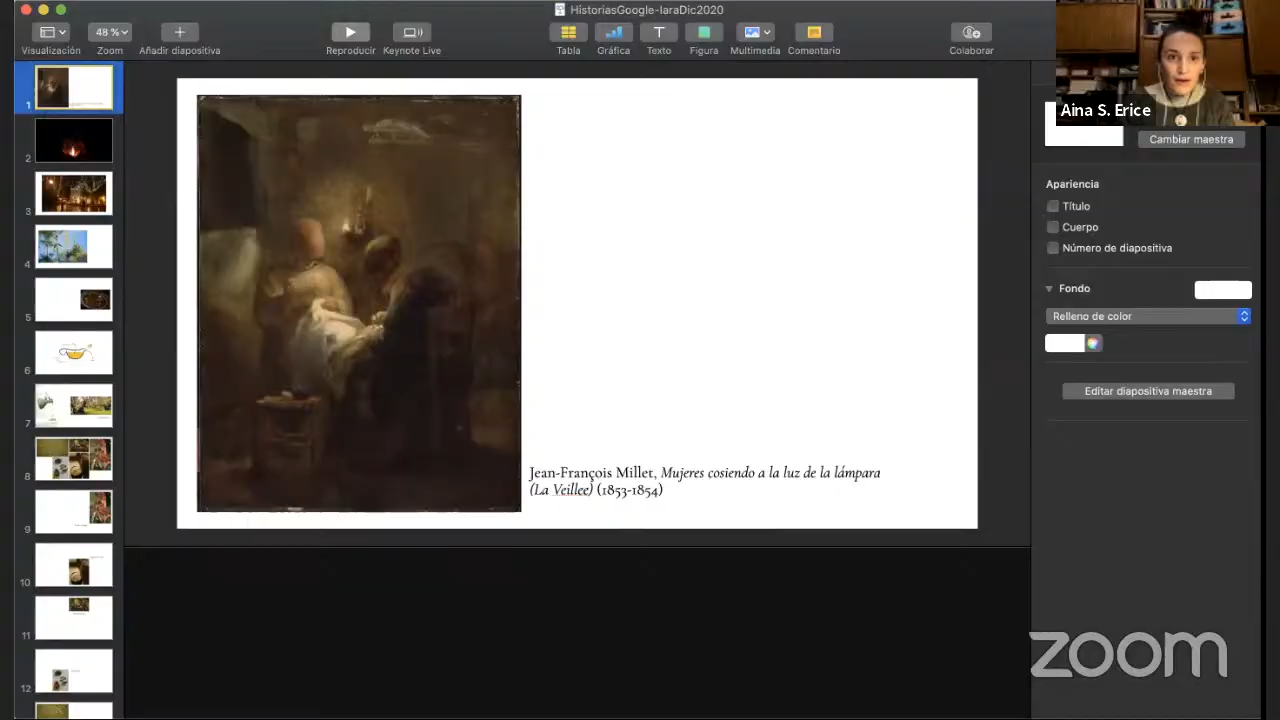 HistoriasGoogle-IaraDic2020
48 %
Visualización
Zoom
Añadir diapositiva
Reproducir
Keynote Live
Tabla
Gráfica
Texto
Figura
Multimedia
Comentario
Colaborar
Aina S. Erice
Cambiar maestra
Apariencia
Título
Cuerpo
Número de diapositiva
Fondo
Relleno de color
Editar diapositiva maestra
1
2
3
4
5
6
7
8
9
10
11
12
Jean-François Millet, Mujeres cosiendo a la luz de la lámpara
(La Veillee) (1853-1854)
zoom